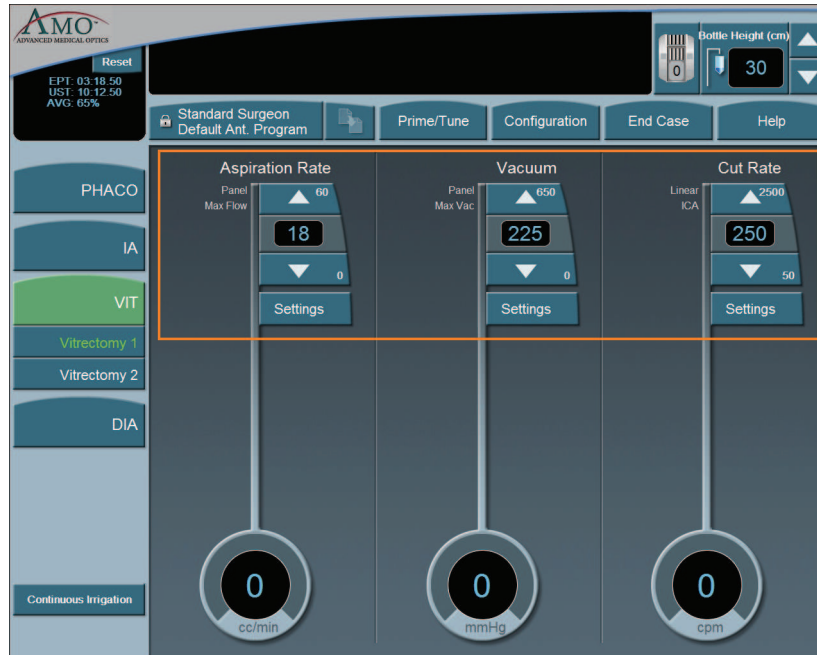 AMO
ADVANCED MEDICAL OPTICS
Reset
EPT: 03:18.50
UST: 10:12.50
AVG: 65%
0
Bottle Height (cm)
30
Standard Surgeon
Default Ant. Program
Prime/Tune
Configuration
End Case
Help
PHACO
IA
VIT
Vitrectomy 1
Vitrectomy 2
DIA
Continuous Irrigation
Aspiration Rate
Panel
Max Flow
60
18
0
Settings
0
cc/min
Vacuum
Panel
Max Vac
650
225
0
Settings
0
mmHg
Cut Rate
Linear
ICA
2500
250
50
Settings
0
cpm